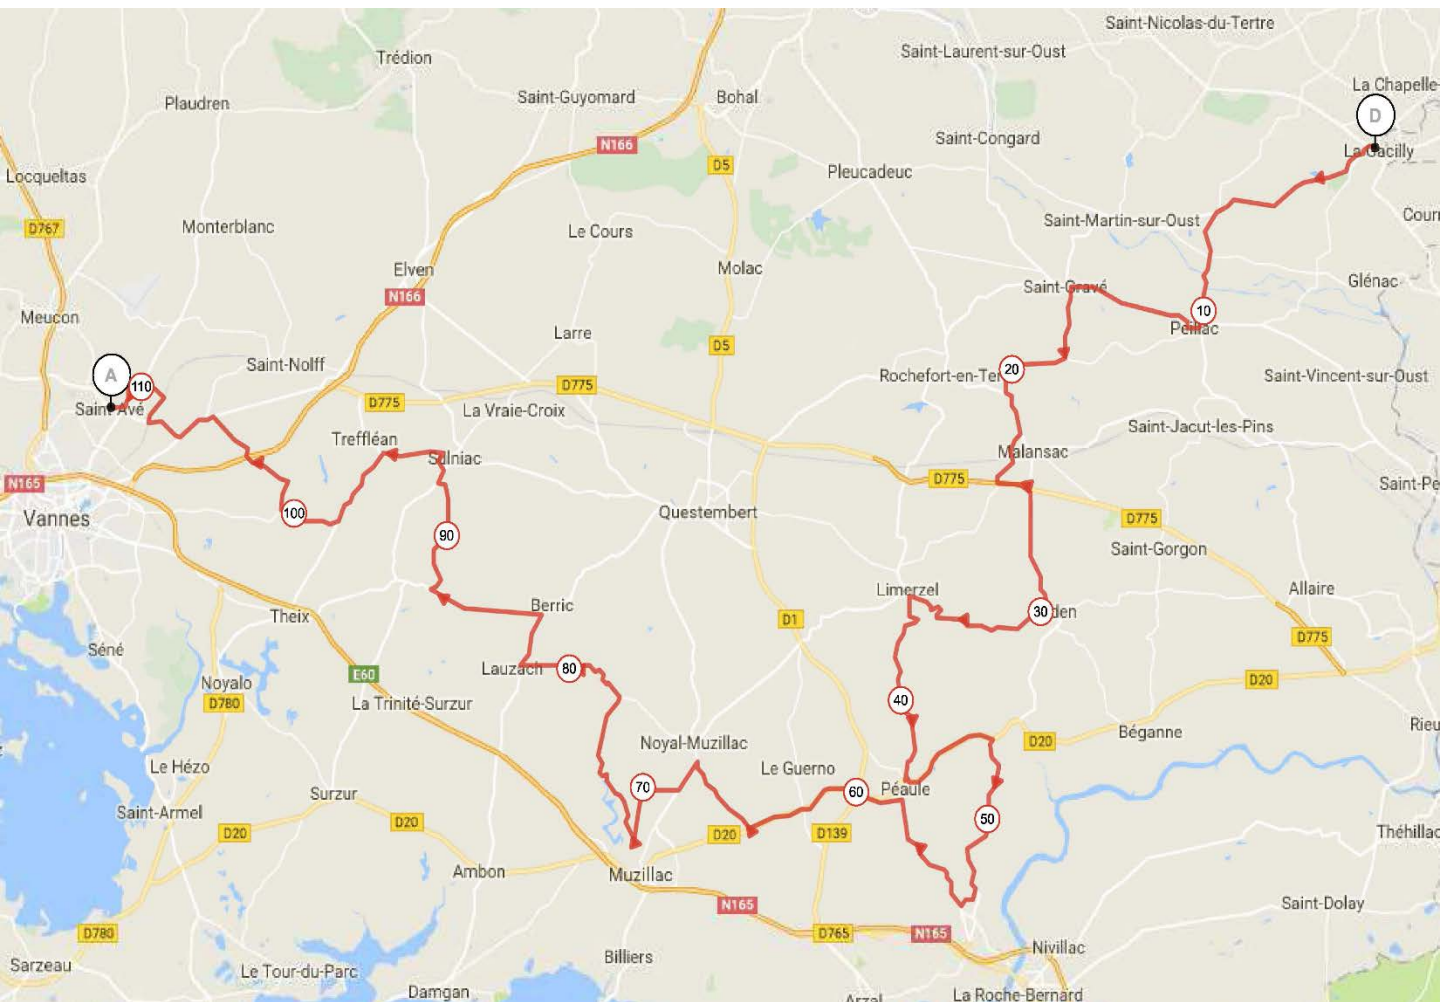 Saint-Nicolas-du-Tertre
Saint-Laurent-sur-Oust
Trédion
La Chapelle-
Saint-Guyomard
Bohal
Plaudren
D
Saint-Congard
N166
La Gacilly
D5
Pleucadeuc
Locqueltas
Cour
Saint-Martin-sur-Oust
Monterblanc
D767
Le Cours
Molac
Elven
Glénac
Saint-Gravé
N166
10
Meucon
Peillac
Larre
D5
Saint-Nolff
20
A
Rochefort-en-Ter
Saint-Vincent-sur-Oust
110
D775
D775
Saint-Avé
La Vraie-Croix
Saint-Jacut-les-Pins
Treffléan
Malansac
Sulniac
D775
N165
Saint-Pe
100
Questembert
Vannes
D775
90
Saint-Gorgon
Limerzel
Allaire
Berric
30
den
Theix
D1
D775
Séné
Lauzach
80
E60
D20
Noyalo
D780
40
La Trinité-Surzur
Rieu
Béganne
Noyal-Muzillac
D20
Le Hézo
Le Guerno
70
Péaule
60
Surzur
Saint-Armel
50
D20
D20
D20
D139
Théhillac
Ambon
Muzillac
N165
Saint-Dolay
D780
D765
N165
Nivillac
Billiers
Sarzeau
Le Tour-du-Parc
Damgan
La Roche-Bernard
Arzal